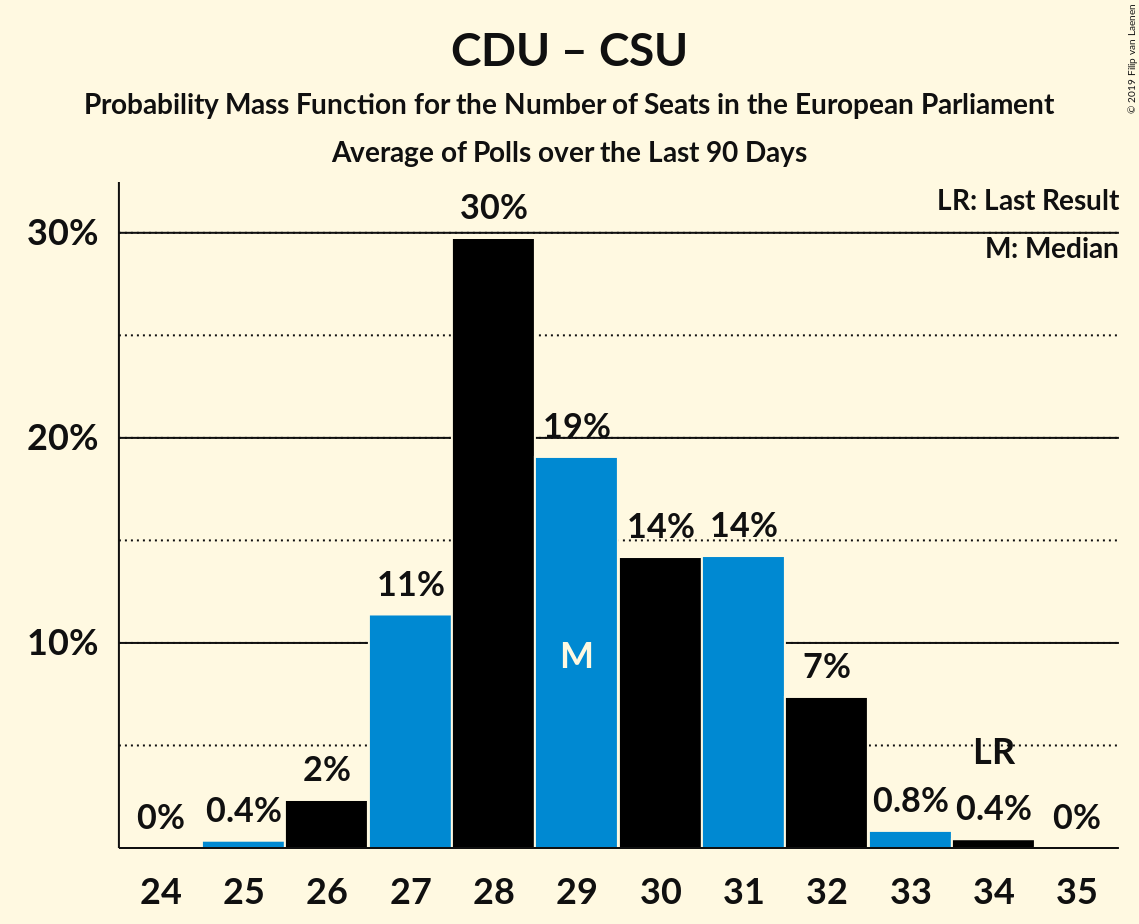 CDU – CSU
Probability Mass Function for the Number of Seats in the European Parliament
Average of Polls over the Last 90 Days
© 2019 Filip van Laenen
LR: Last Result
M: Median
30%
20%
10%
0%
0.4%
2%
11%
30%
19%
14%
14%
7%
0.8%
0.4%
0%
M
LR
24 25 26 27 28 29 30 31 32 33 34 35